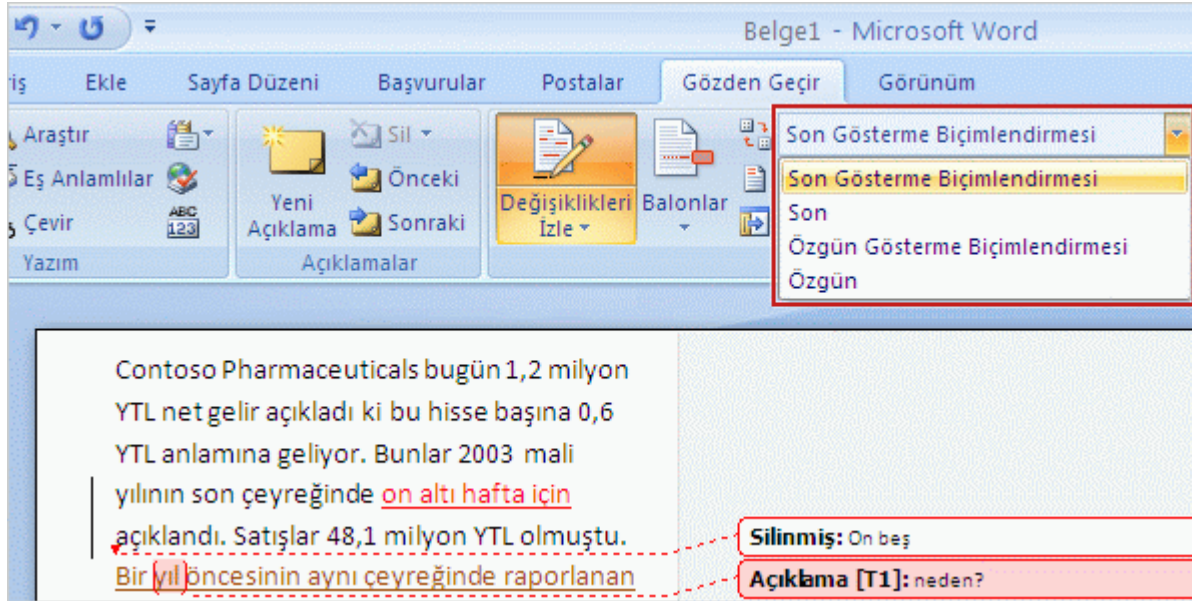 Belge1 - Microsoft Word
riş Ekle Sayfa Düzeni Başvurular Postalar Gözden Geçir Görünüm
Araştır
Eş Anlamlılar
Çevir
ABC
123
Yazım
Yeni
Açıklama
Sil
Önceki
Sonraki
Açıklamalar
Değişiklikleri
İzle
Balonlar
Son Gösterme Biçimlendirmesi
Son Gösterme Biçimlendirmesi
Son
Özgün Gösterme Biçimlendirmesi
Özgün
Contoso Pharmaceuticals bugün 1,2 milyon
YTL net gelir açıkladı ki bu hisse başına 0,6
YTL anlamına geliyor. Bunlar 2003 mali
yılının son çeyreğinde on altı hafta için
açıklandı. Satışlar 48,1 milyon YTL olmuştu.
Bir yıl öncesinin aynı çeyreğinde raporlanan
Silinmiş: On beş
Açıklama [T1]: neden?